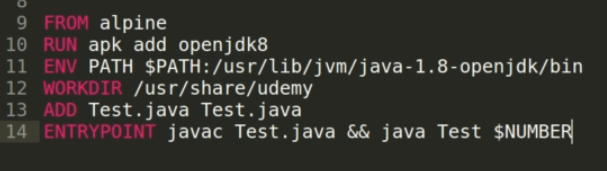 8
9 FROM alpine
10 RUN apk add openjdk8
11 ENV PATH $PATH:/usr/lib/jvm/java-1.8-openjdk/bin
12 WORKDIR /usr/share/udemy
13 ADD Test.java Test.java
14 ENTRYPOINT javac Test.java && java Test $NUMBER